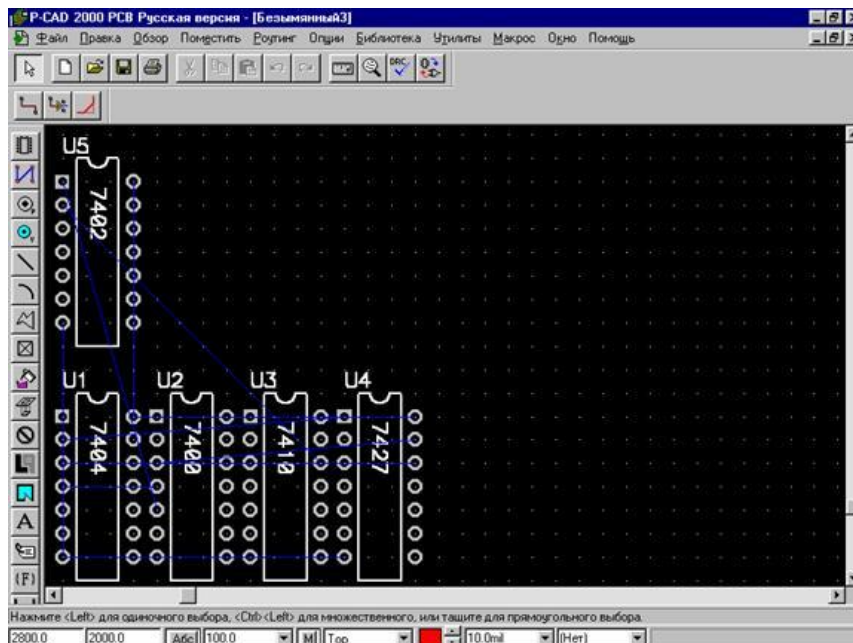 P-CAD 2000 PCB Русская версия - [Безымянный3]
Файл Правка Обзор Поместить Роутинг Опции Библиотека Утилиты Макрос Окно Помощь
DRC
U5
7402
U1 U2 U3 U4
7404 7400 7410 7427
A
(F)
Нажмите <Left> для одиночного выбора, <Ctrl><Left> для множественного, или тащите для прямоугольного выбора.
2800.0 2000.0 Абс 100.0 M Top 10.0mil (Нет)